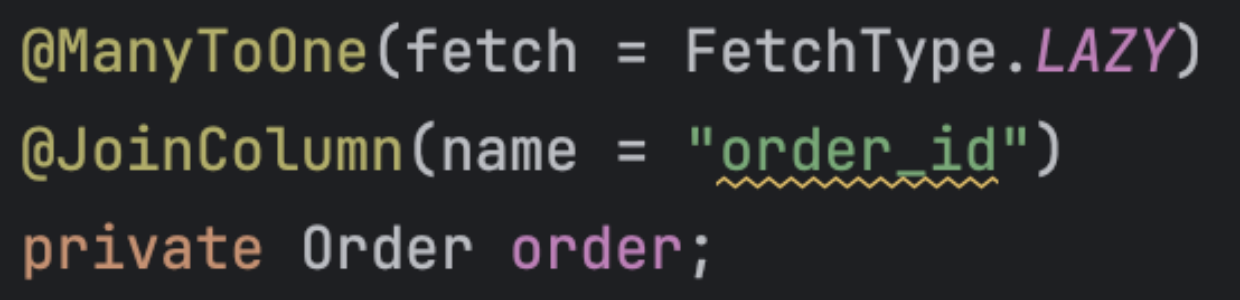 @ManyToOne(fetch = FetchType.LAZY)
@JoinColumn(name = "order_id")
private Order order;